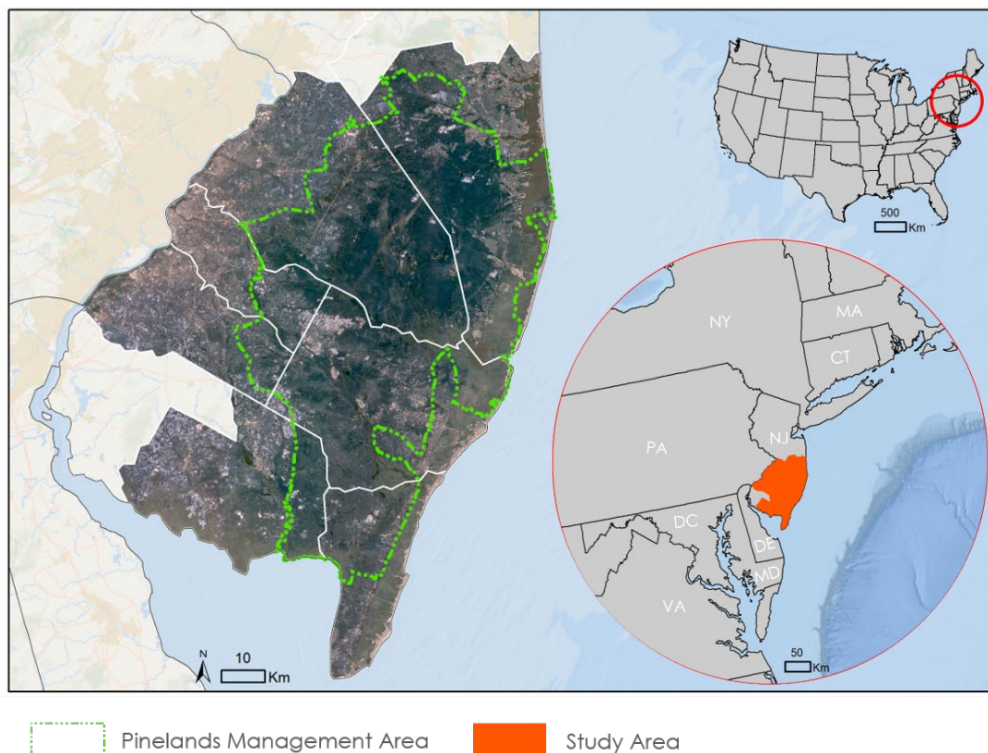 500
Km
NY
MA
CT
PA
NJ
DC
DE
MD
VA
N
10
Km
50
Km
Pinelands Management Area
Study Area